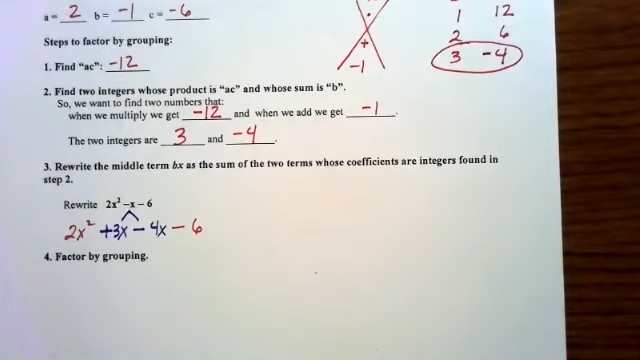 a = 2 b = -1 c = -6
1 12
2 6
3 -4
+
-1
Steps to factor by grouping:
1. Find "ac": -12
2. Find two integers whose product is "ac" and whose sum is "b".
So, we want to find two numbers that:
when we multiply we get -12 and when we add we get -1.
The two integers are 3 and -4.
3. Rewrite the middle term bx as the sum of the two terms whose coefficients are integers found in
step 2.
Rewrite 2x² – x – 6
2x² + 3x - 4x - 6
4. Factor by grouping.